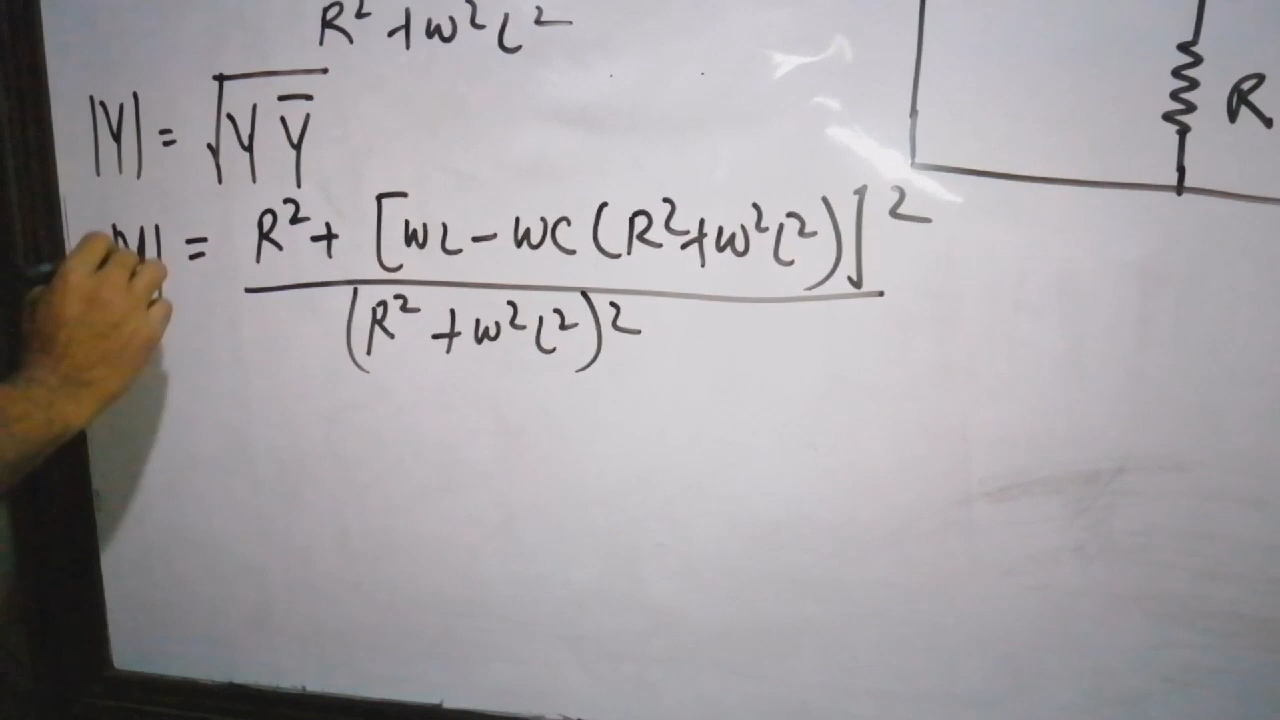 R² + w²L²
|Y| = √(Y Ȳ)
R
|Y| = R² + [wL - wC (R² + w²L²)]²
(R² + w²L²)²